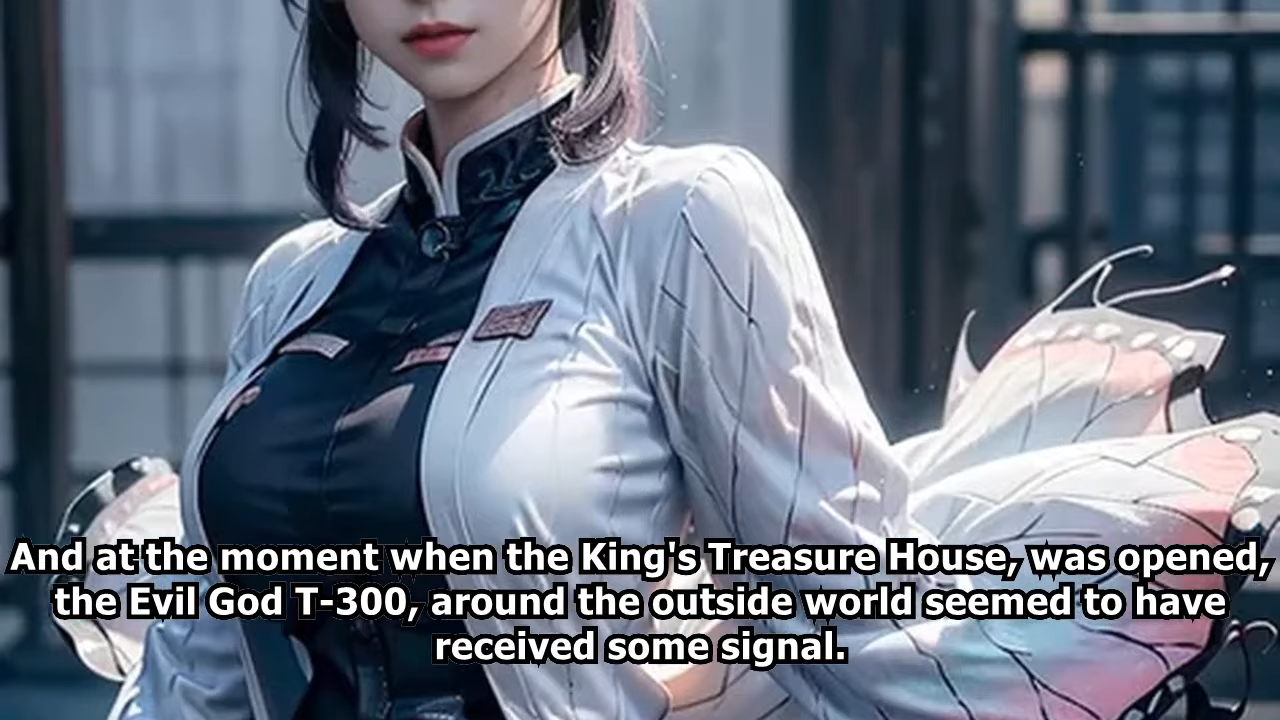 And at the moment when the King's Treasure House, was opened,
the Evil God T-300, around the outside world seemed to have
received some signal.